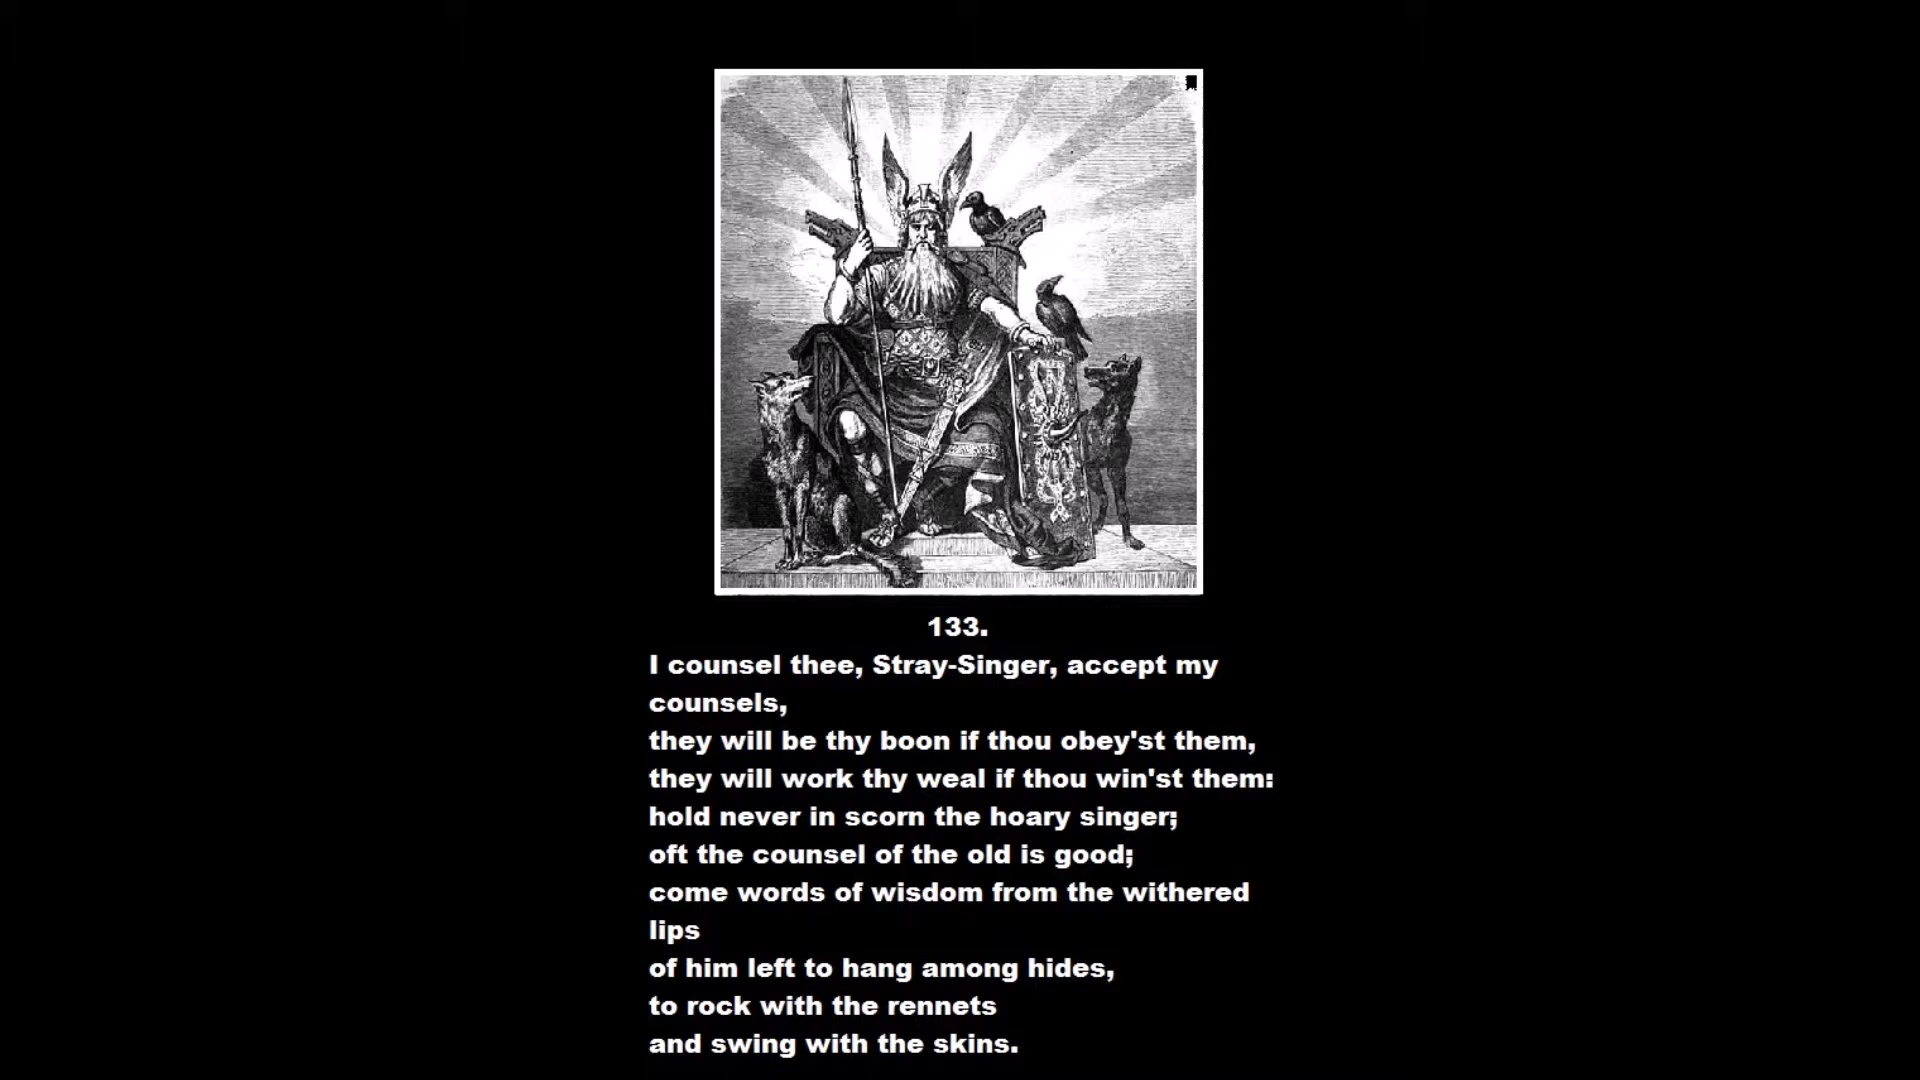 133.
I counsel thee, Stray-Singer, accept my
counsels,
they will be thy boon if thou obey'st them,
they will work thy weal if thou win'st them:
hold never in scorn the hoary singer;
oft the counsel of the old is good;
come words of wisdom from the withered
lips
of him left to hang among hides,
to rock with the rennets
and swing with the skins.